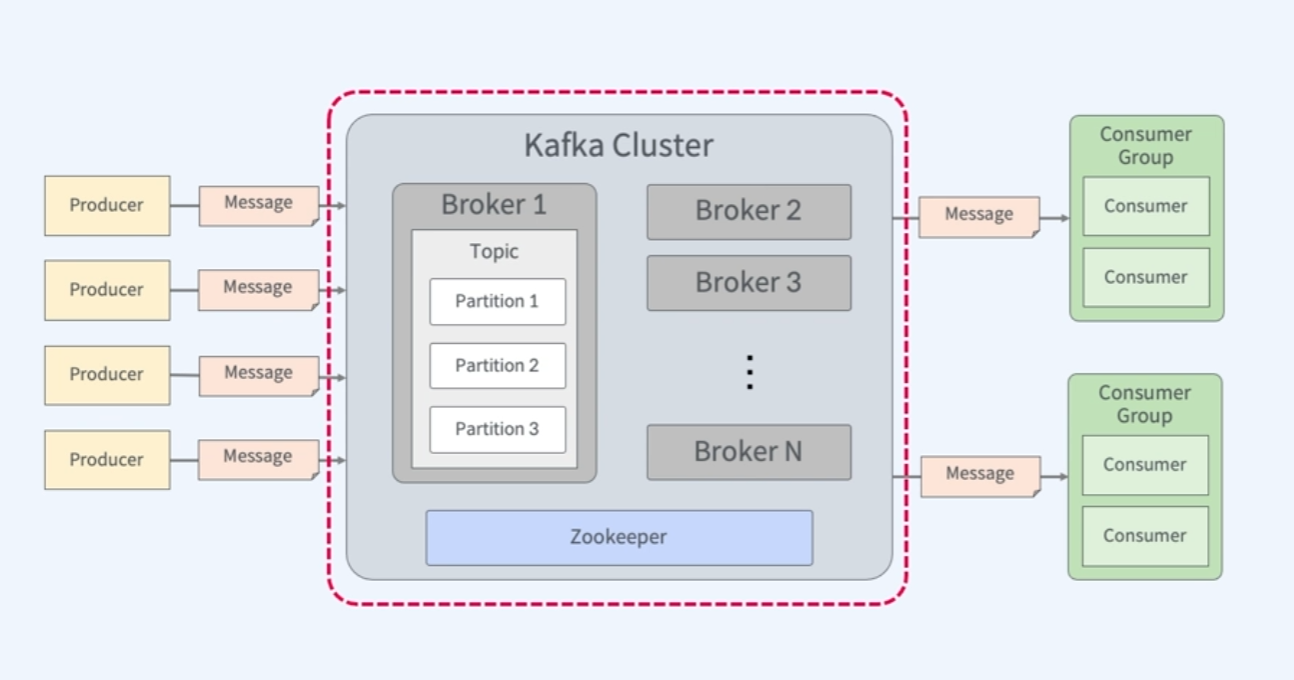 Kafka Cluster
Producer
Message
Producer
Message
Producer
Message
Producer
Message
Broker 1
Topic
Partition 1
Partition 2
Partition 3
Broker 2
Broker 3
Broker N
Zookeeper
Message
Consumer
Group
Consumer
Consumer
Message
Consumer
Group
Consumer
Consumer